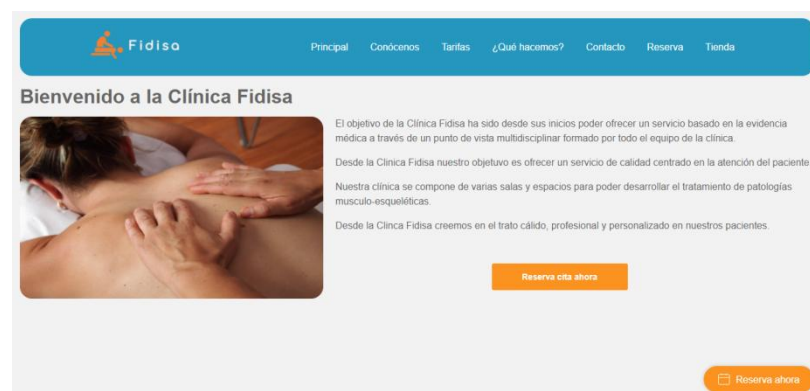 Fidisa
Principal Conócenos Tarifas ¿Qué hacemos? Contacto Reserva Tienda
Bienvenido a la Clínica Fidisa
El objetivo de la Clínica Fidisa ha sido desde sus inicios poder ofrecer un servicio basado en la evidencia
médica a través de un punto de vista multidisciplinar formado por todo el equipo de la clínica.
Desde la Clinica Fidisa nuestro objetuvo es ofrecer un servicio de calidad centrado en la atención del paciente
Nuestra clínica se compone de varias salas y espacios para poder desarrollar el tratamiento de patologías
musculo-esqueléticas.
Desde la Clinca Fidisa creemos en el trato cálido, profesional y personalizado en nuestros pacientes.
Reserva cita ahora
Reserva ahora